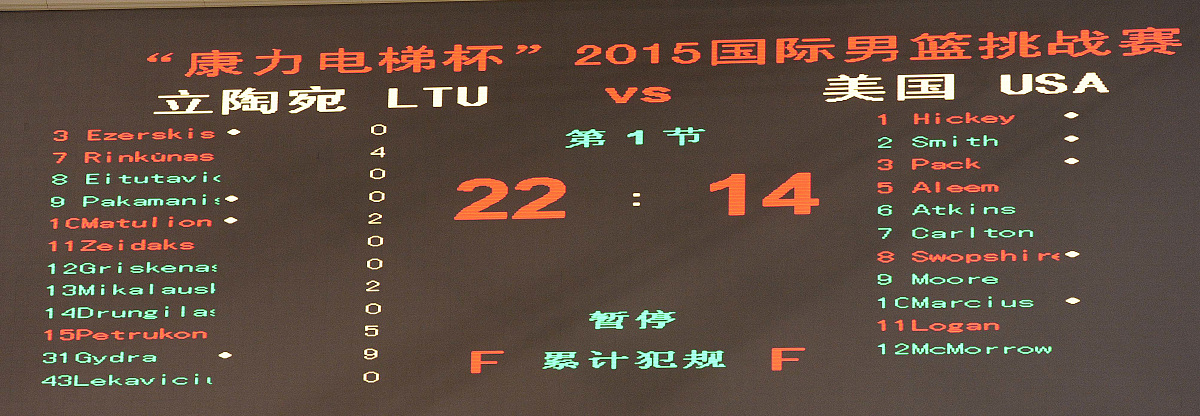 “康力电梯杯” 2015国际男篮挑战赛
立陶宛 LTU VS 美国 USA
第 1 节
22 : 14
3 Ezerskis 0
7 Rinkunas 4
8 Eitutavic 0
9 Pakamanis 0
10Matulion 2
11Zeidaks 0
12Griskenas 0
13Mikalausk 2
14Drungilas 0
15Petrukon 5
31Gydra 9
43Lekaviciu 0
1 Hickey
2 Smith
3 Pack
5 Aleem
6 Atkins
7 Carlton
8 Swopshire
9 Moore
10Marcius
11Logan
12McMorrow
暂停
F 累计犯规 F